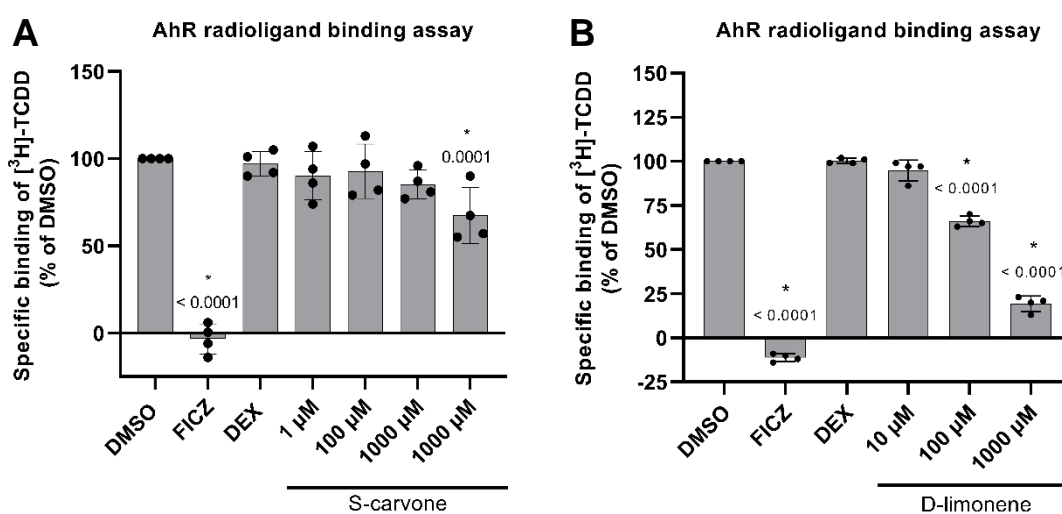 A
AhR radioligand binding assay
Specific binding of [³H]-TCDD
(% of DMSO)
150
100
50
0
*
< 0.0001
*
0.0001
DMSO
FICZ
DEX
1 µM
100 µM
1000 µM
1000 µM
S-carvone
B
AhR radioligand binding assay
Specific binding of [³H]-TCDD
(% of DMSO)
150
125
100
75
50
25
0
-25
*
< 0.0001
*
< 0.0001
*
< 0.0001
DMSO
FICZ
DEX
10 µM
100 µM
1000 µM
D-limonene